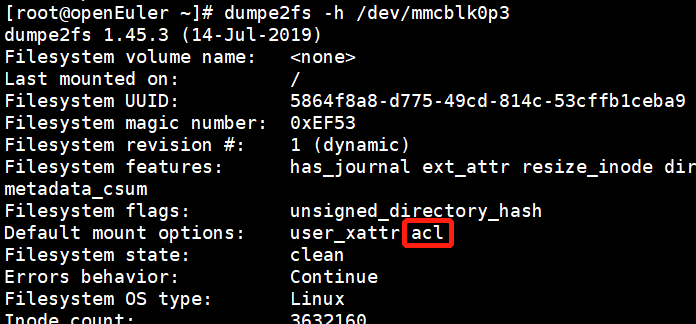 [root@openEuler ~]# dumpe2fs -h /dev/mmcblk0p3
dumpe2fs 1.45.3 (14-Jul-2019)
Filesystem volume name:   <none>
Last mounted on:          /
Filesystem UUID:          5864f8a8-d775-49cd-814c-53cffb1ceba9
Filesystem magic number:  0xEF53
Filesystem revision #:    1 (dynamic)
Filesystem features:      has_journal ext_attr resize_inode dir
metadata_csum
Filesystem flags:         unsigned_directory_hash
Default mount options:    user_xattr acl
Filesystem state:         clean
Errors behavior:          Continue
Filesystem OS type:       Linux
Inode count:              3632160